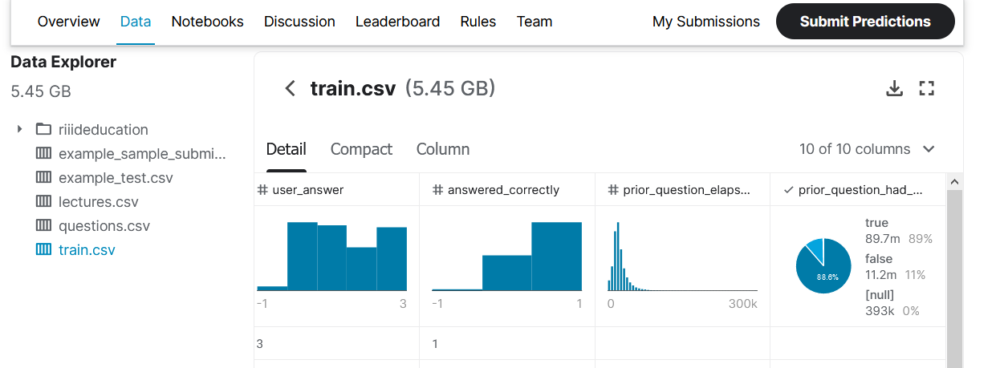 Overview Data Notebooks Discussion Leaderboard Rules Team My Submissions Submit Predictions
Data Explorer
5.45 GB
riiideducation
example_sample_submi...
example_test.csv
lectures.csv
questions.csv
train.csv
train.csv (5.45 GB)
Detail Compact Column 10 of 10 columns
# user_answer # answered_correctly # prior_question_elaps... prior_question_had_...
-1 3
-1 1
0 300k
88.6%
true
89.7m 89%
false
11.2m 11%
[null]
393k 0%
3 1